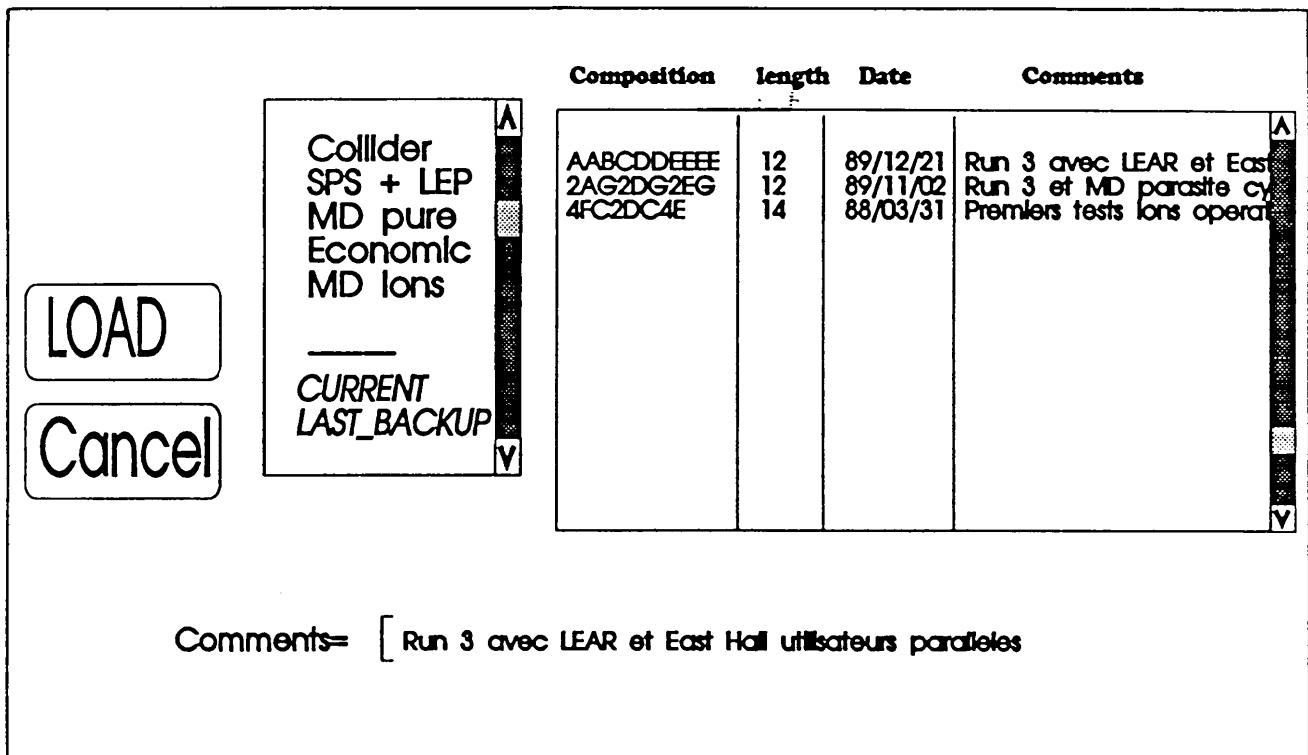 Composition length Date Comments
Collider
SPS + LEP
MD pure
Economic
MD Ions
CURRENT
LAST_BACKUP
LOAD
Cancel
AABCDDEEEE 12 89/12/21 Run 3 avec LEAR et East
2AG2DG2EG 12 89/11/02 Run 3 et MD parasite cy
4FC2DC4E 14 88/03/31 Premiers tests Ions operat
Comments= [ Run 3 avec LEAR et East Hall utilisateurs paralleles